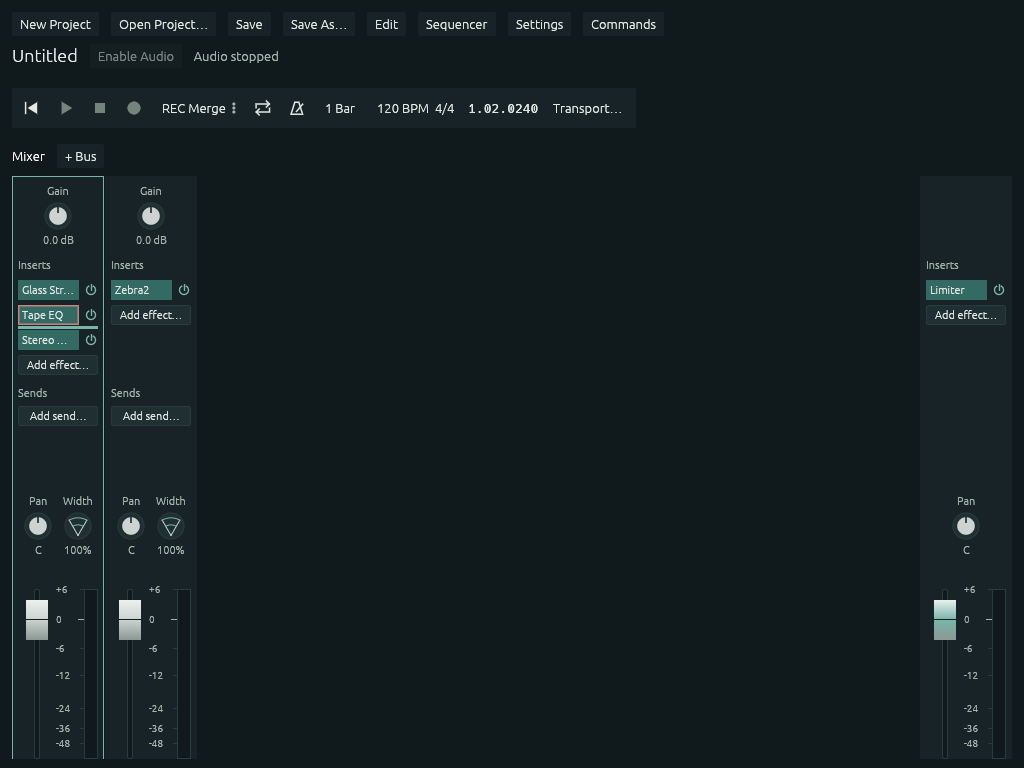 New Project Open Project... Save Save As... Edit Sequencer Settings Commands
Untitled Enable Audio Audio stopped
REC Merge 1 Bar 120 BPM 4/4 1.02.0240 Transport...
Mixer + Bus
Gain Gain
0.0 dB 0.0 dB
Inserts Inserts Inserts
Glass Str... Zebra2 Limiter
Tape EQ Add effect... Add effect...
Stereo ...
Add effect...
Sends Sends
Add send... Add send...
Pan Width Pan Width Pan
C 100% C 100% C
+6 +6 +6
0 0 0
-6 -6 -6
-12 -12 -12
-24 -24 -24
-36 -36 -36
-48 -48 -48